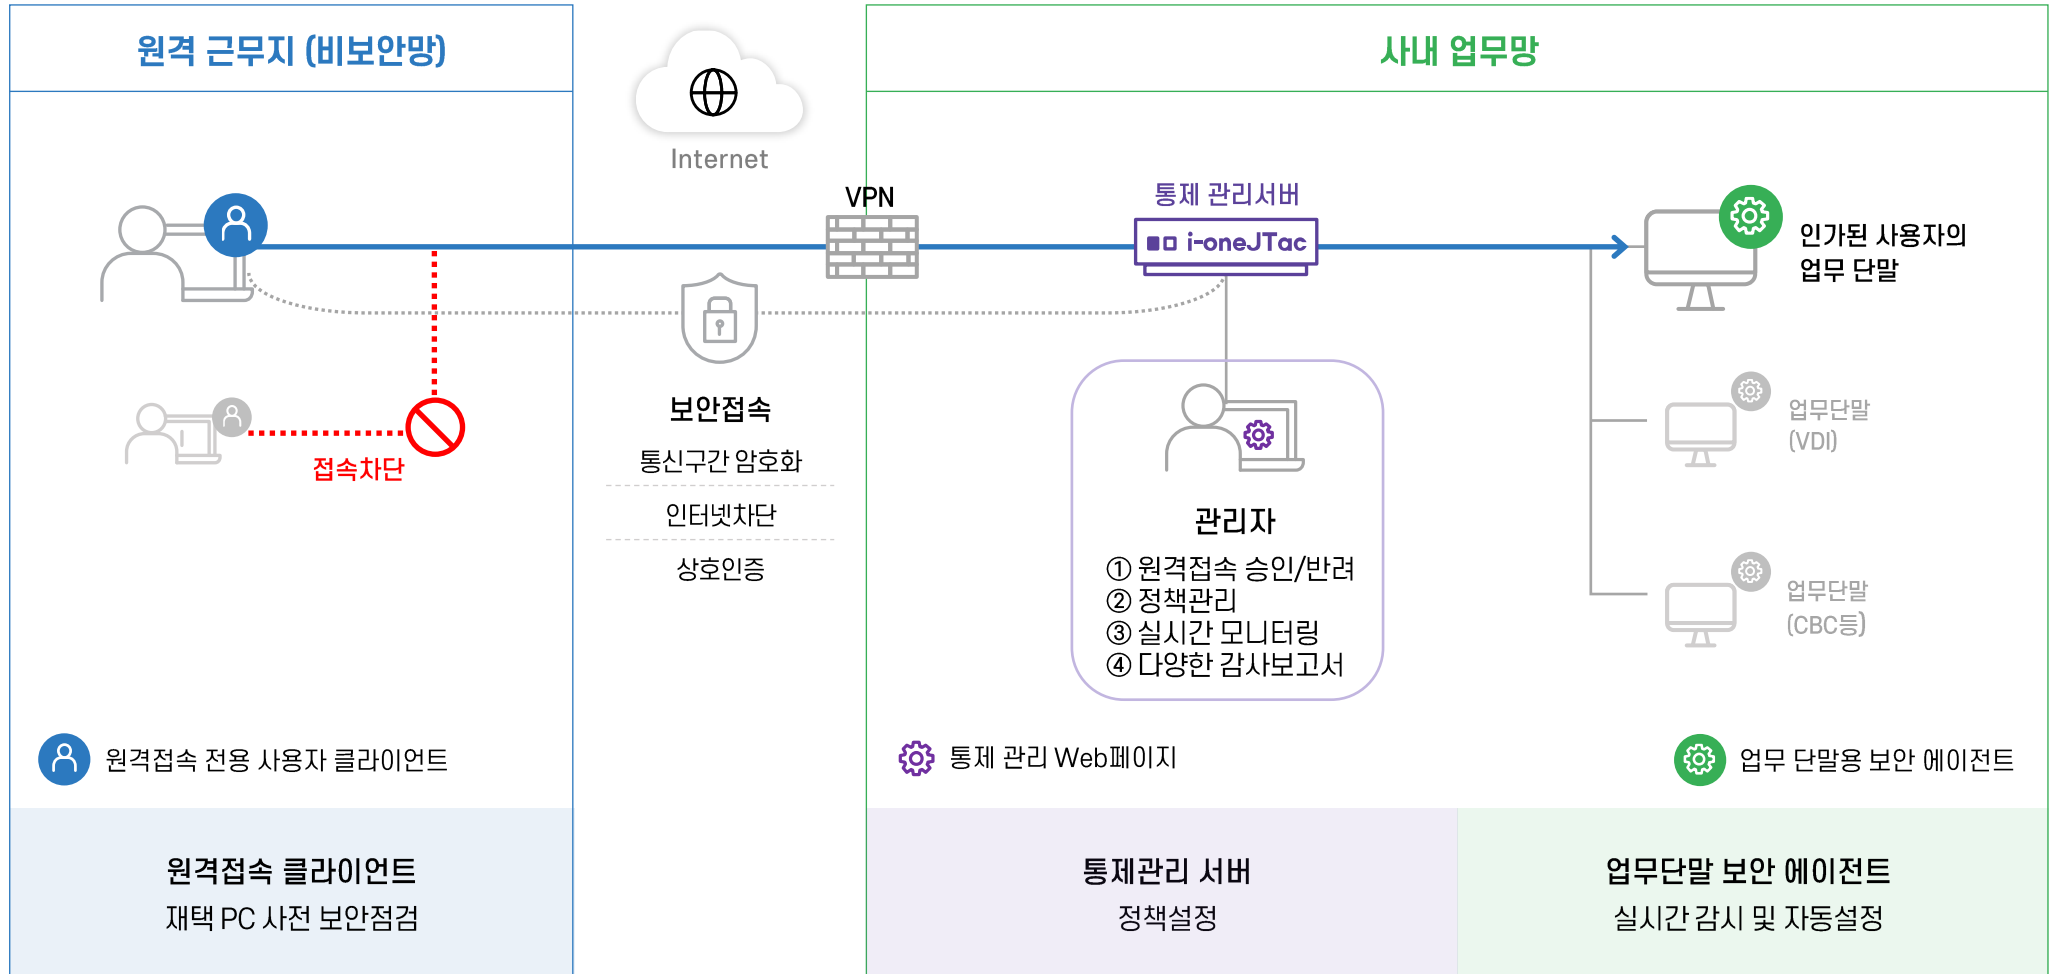 원격 근무지 (비보안망)
Internet
사내 업무망
VPN
통제 관리서버
i-oneJTac
인가된 사용자의
업무 단말
접속차단
보안접속
통신구간 암호화
인터넷차단
상호인증
관리자
① 원격접속 승인/반려
② 정책관리
③ 실시간 모니터링
④ 다양한 감사보고서
업무단말
(VDI)
업무단말
(CBC등)
원격접속 전용 사용자 클라이언트
통제 관리 Web페이지
업무 단말용 보안 에이전트
원격접속 클라이언트
재택 PC 사전 보안점검
통제관리 서버
정책설정
업무단말 보안 에이전트
실시간 감시 및 자동설정